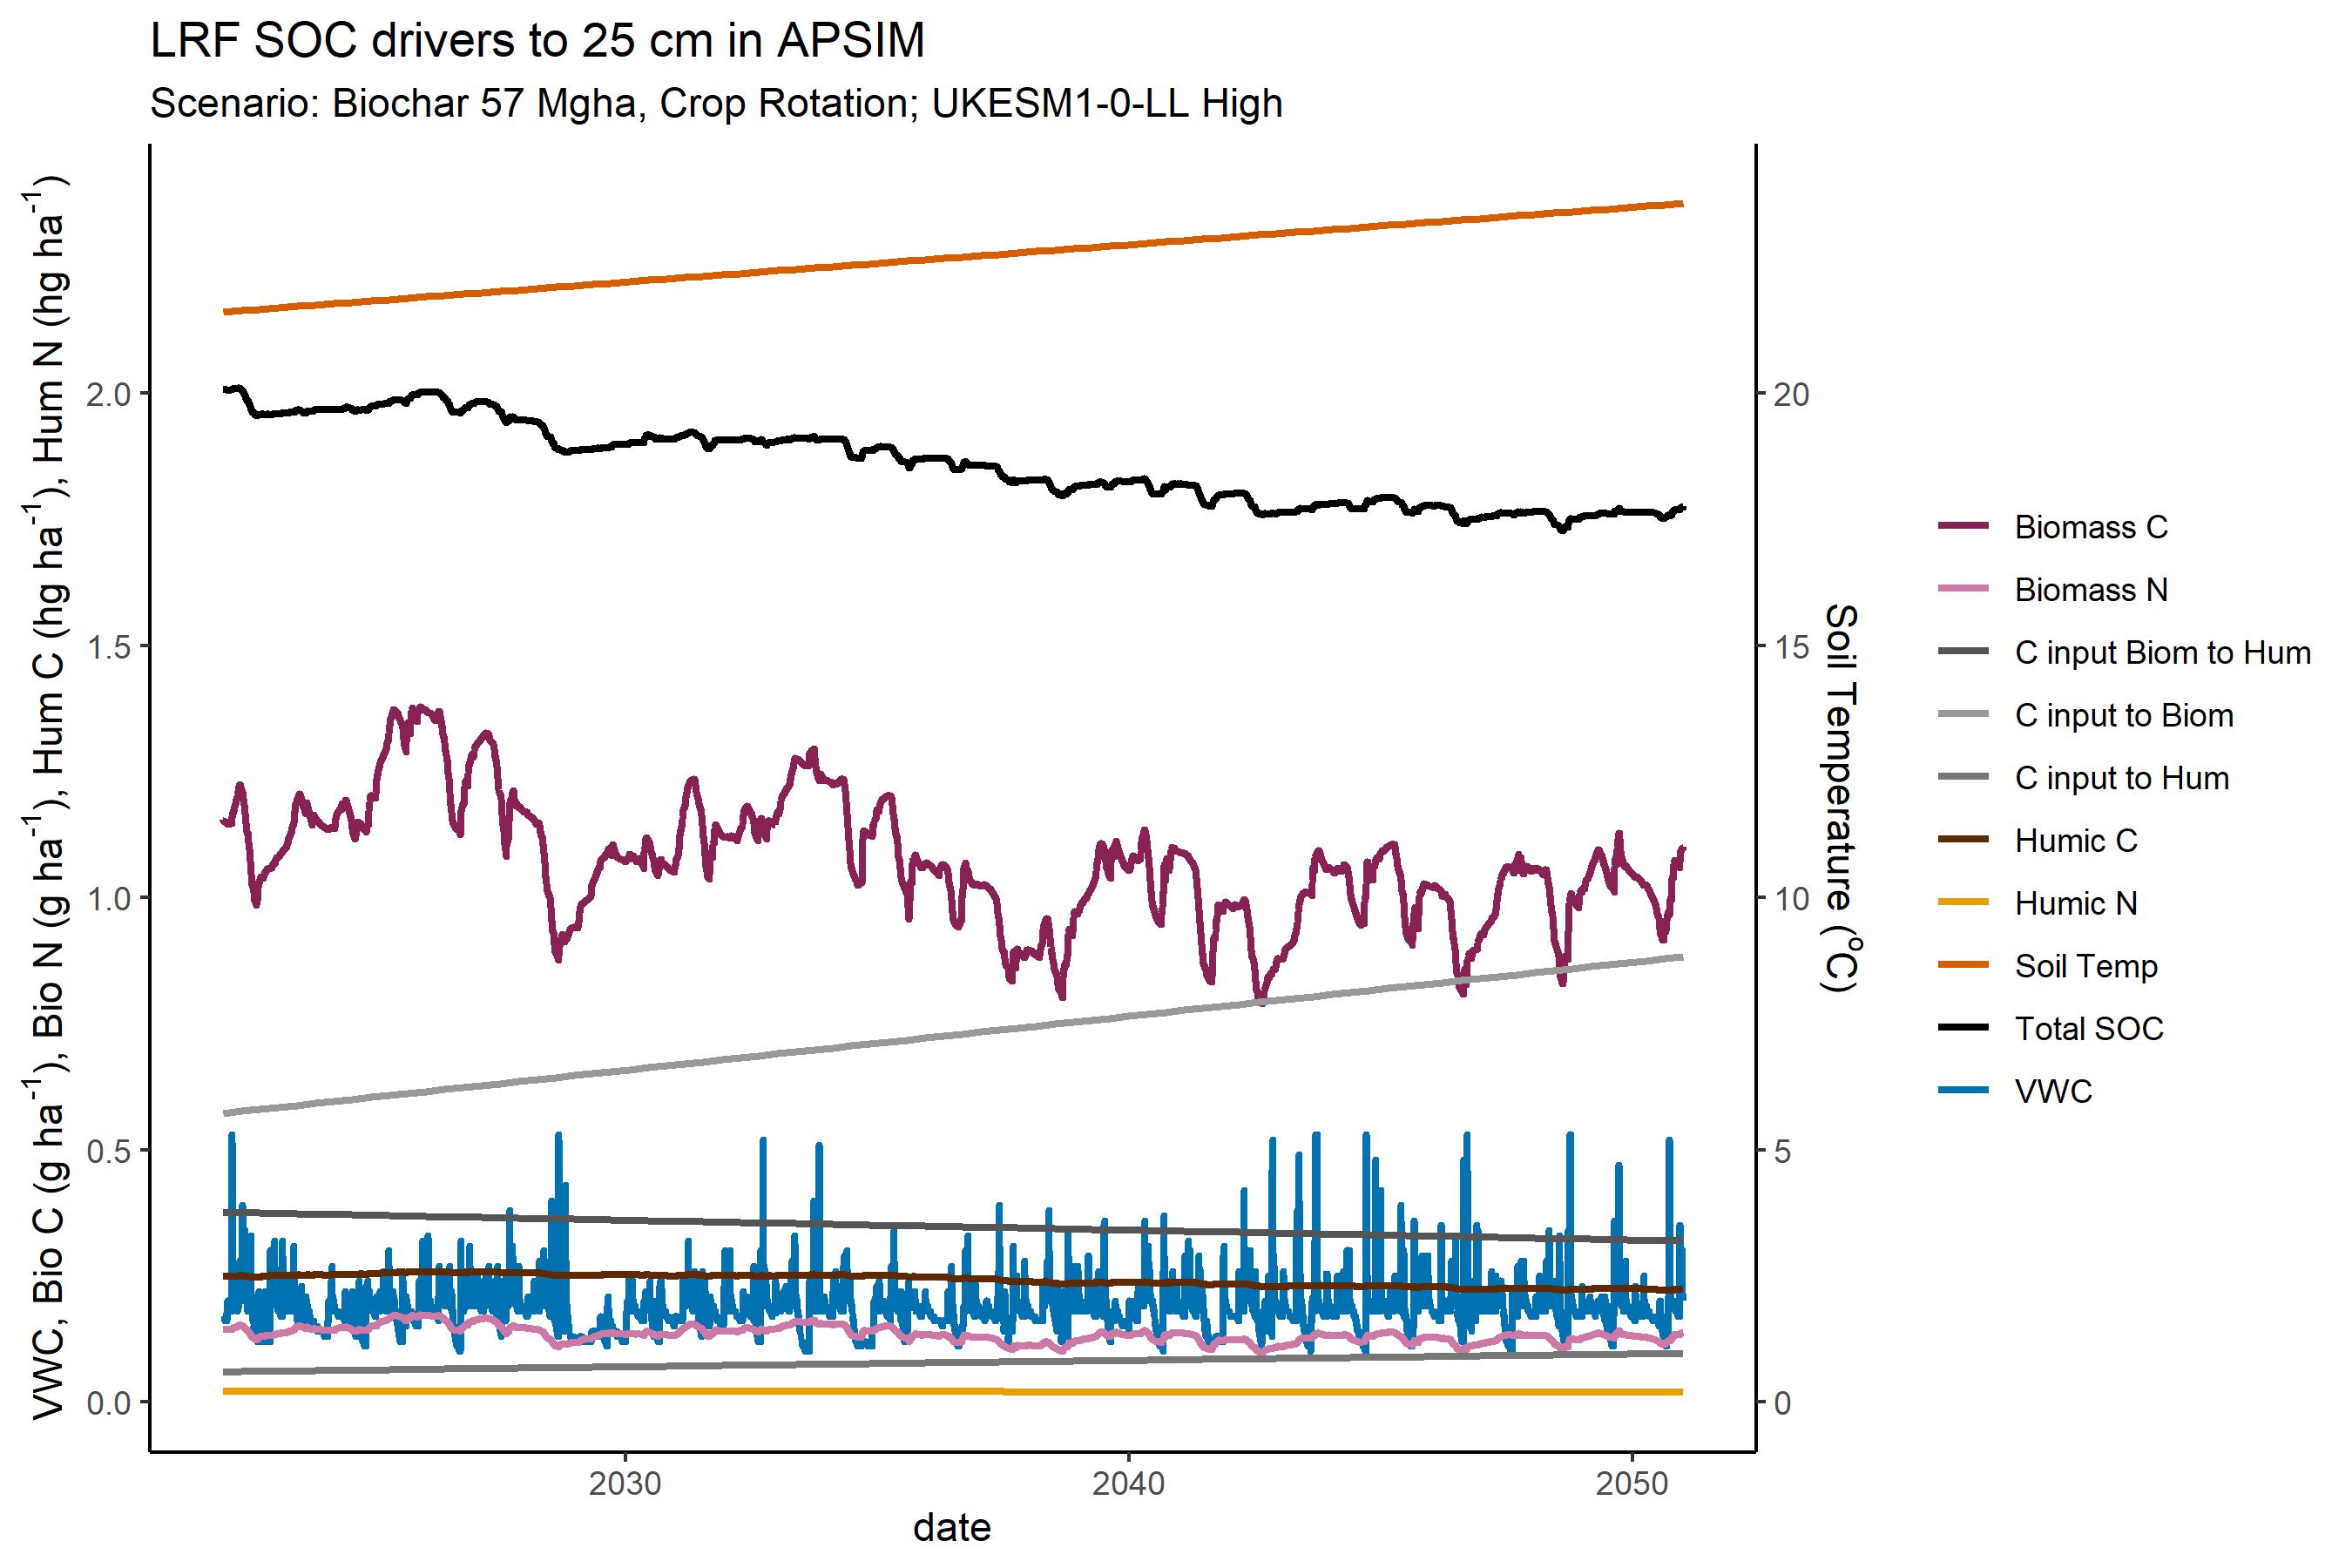 LRF SOC drivers to 25 cm in APSIM
Scenario: Biochar 57 Mgha, Crop Rotation; UKESM1-0-LL High
VWC, Bio C (g ha⁻¹), Bio N (g ha⁻¹), Hum C (hg ha⁻¹), Hum N (hg ha⁻¹)
2.0
1.5
1.0
0.5
0.0
20
15
10
5
0
Soil Temperature (°C)
2030
2040
2050
date
Biomass C
Biomass N
C input Biom to Hum
C input to Biom
C input to Hum
Humic C
Humic N
Soil Temp
Total SOC
VWC